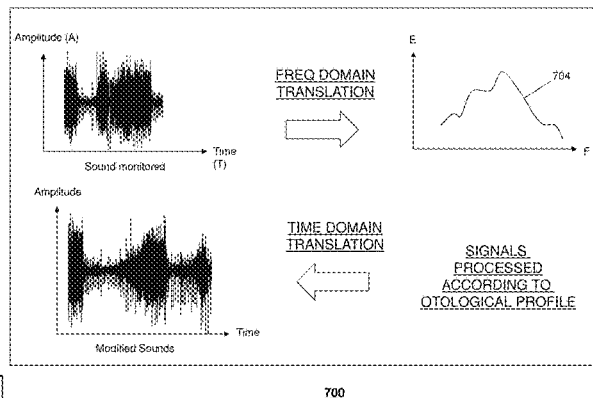 Amplitude (A)
FREQ DOMAIN
TRANSLATION
E
704
F
Time
(T)
Sound monitored
Amplitude
TIME DOMAIN
TRANSLATION
SIGNALS
PROCESSED
ACCORDING TO
OTOLOGICAL PROFILE
Time
Modified Sounds
700